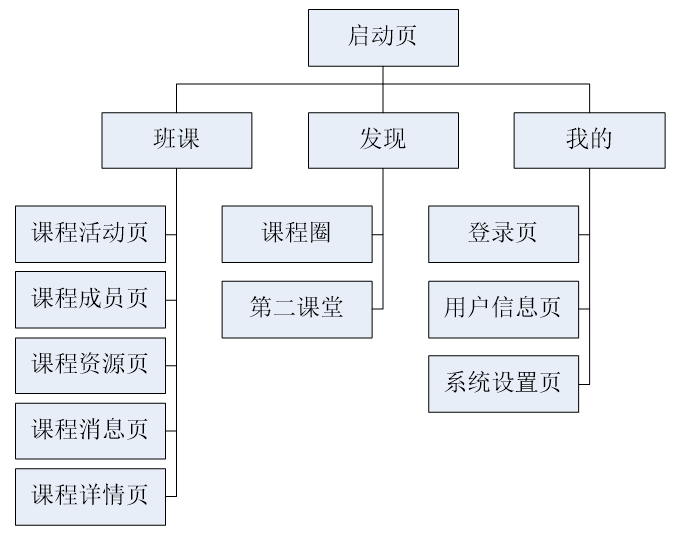 启动页
班课
发现
我的
课程活动页
课程成员页
课程资源页
课程消息页
课程详情页
课程圈
第二课堂
登录页
用户信息页
系统设置页